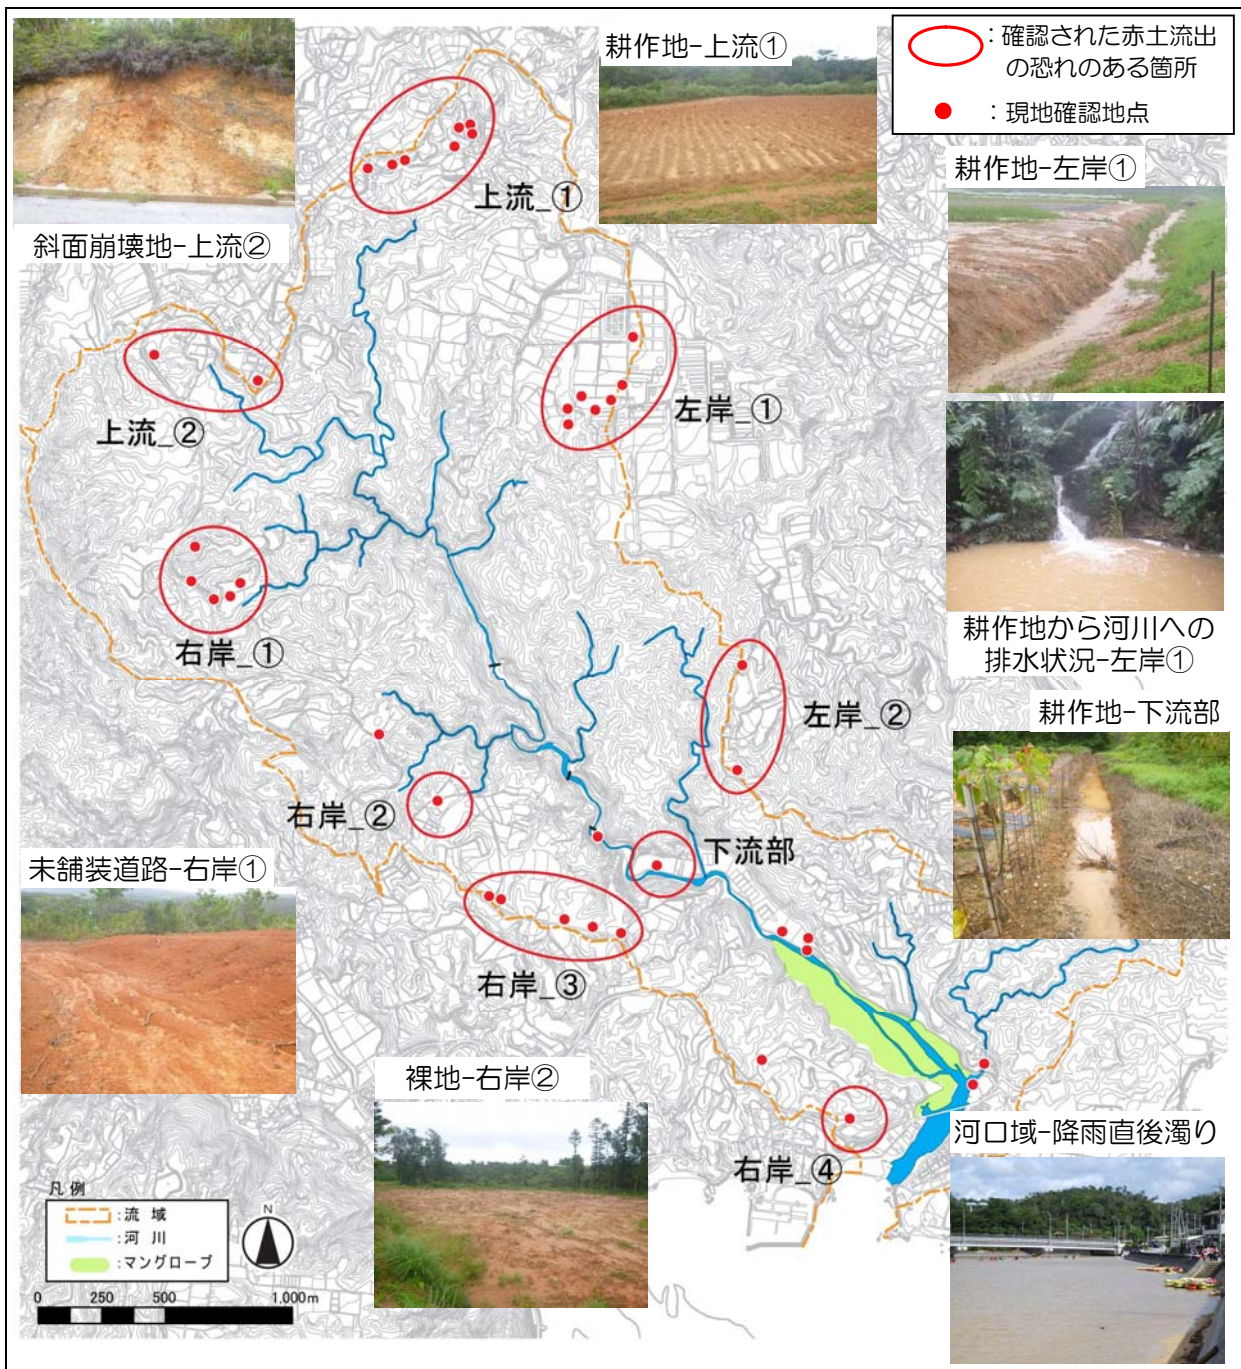 ：確認された赤土流出
の恐れのある箇所
：現地確認地点
耕作地-上流①
斜面崩壊地-上流②
上流_①
耕作地-左岸①
上流_②
左岸_①
耕作地から河川への
排水状況-左岸①
右岸_①
左岸_②
耕作地-下流部
右岸_②
下流部
未舗装道路-右岸①
右岸_③
裸地-右岸②
右岸_④
河口域-降雨直後濁り
凡例
：流 域
：河 川
：マングローブ
N
0 250 500 1,000m